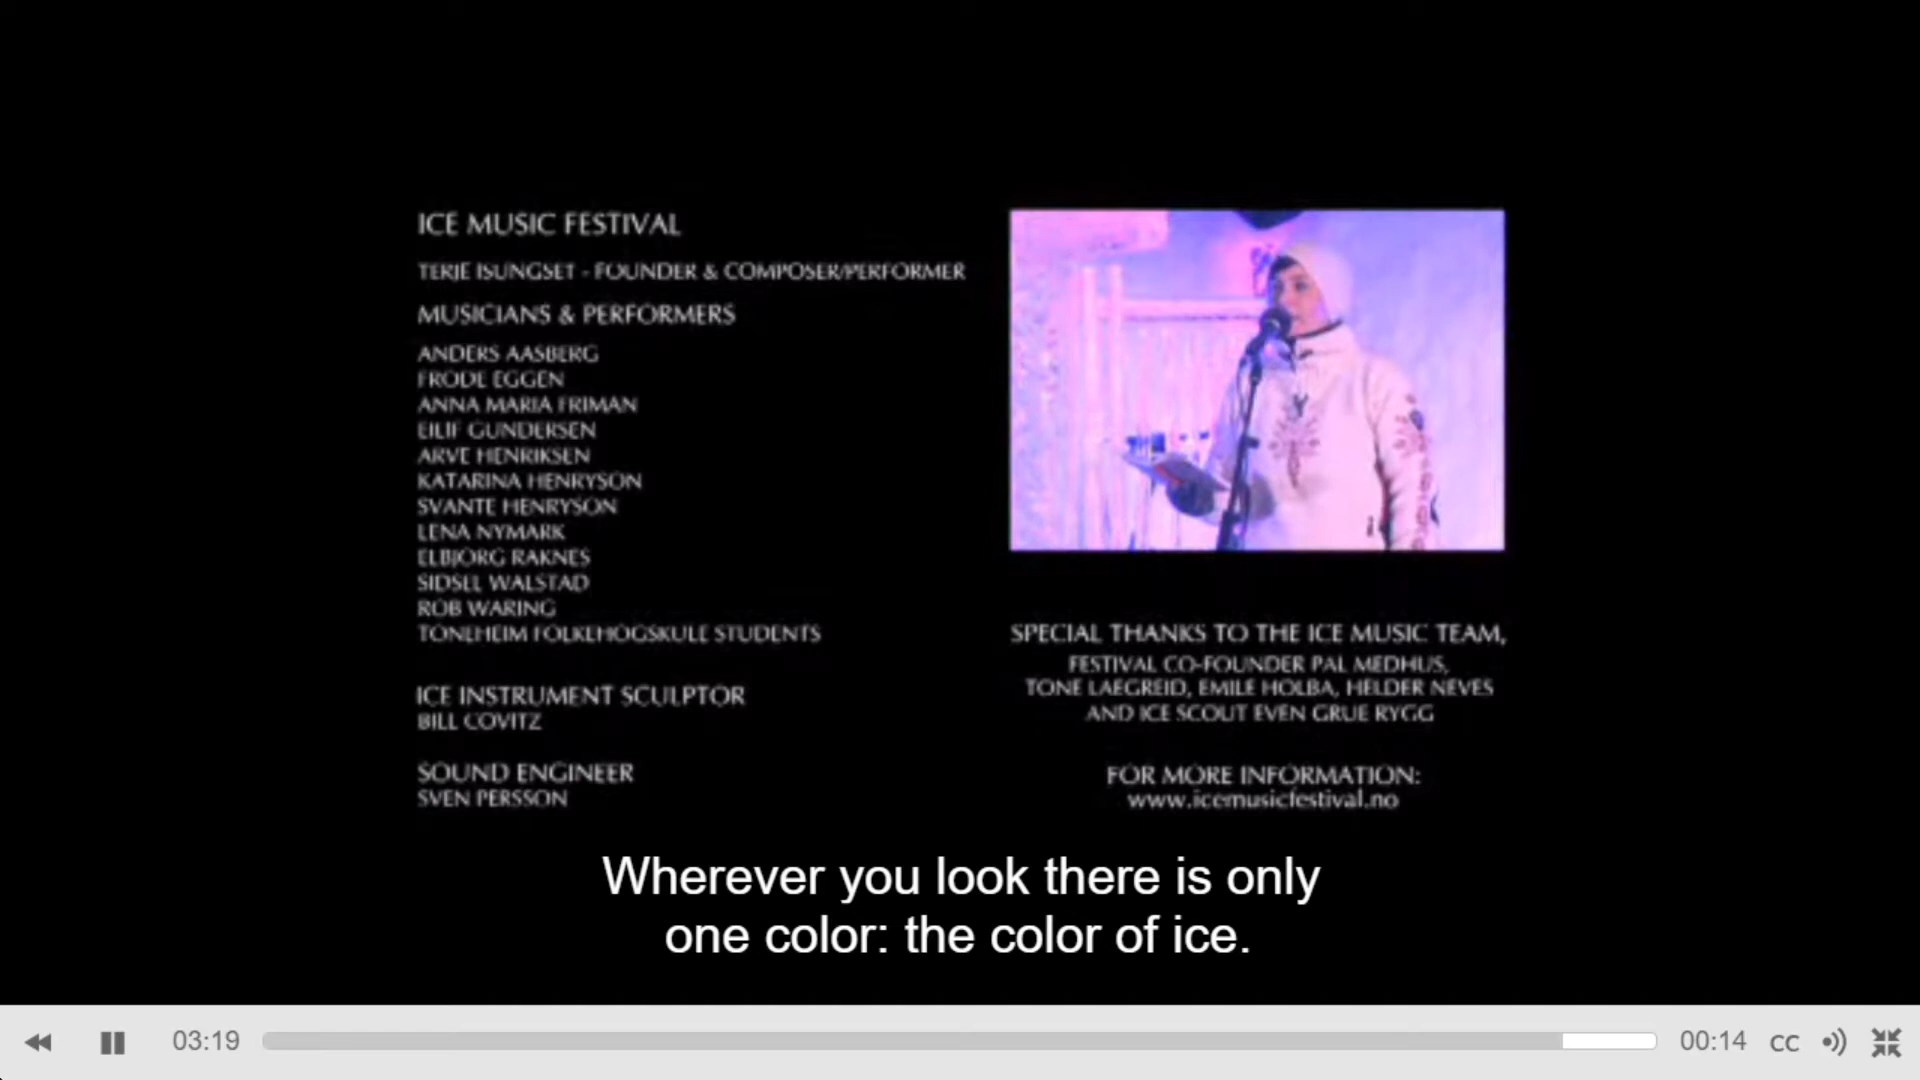 ICE MUSIC FESTIVAL
TERJE ISUNGSET - FOUNDER & COMPOSER/PERFORMER
MUSICIANS & PERFORMERS
ANDERS AASBERG
FRODE EGGEN
ANNA MARIA FRIMAN
EILIF GUNDERSEN
ARVE HENRIKSEN
KATARINA HENRYSON
SVANTE HENRYSON
LENA NYMARK
ELBJORG RAKNES
SIDSEL WALSTAD
ROB WARING
TONEHEIM FOLKEHOGSKULE STUDENTS
ICE INSTRUMENT SCULPTOR
BILL COVITZ
SOUND ENGINEER
SVEN PERSSON
SPECIAL THANKS TO THE ICE MUSIC TEAM,
FESTIVAL CO-FOUNDER PAL MEDHUS,
TONE LAEGREID, EMILE HOLBA, HELDER NEVES
AND ICE SCOUT EVEN GRUE RYGG
FOR MORE INFORMATION:
www.icemusicfestival.no
Wherever you look there is only
one color: the color of ice.
03:19
00:14
CC